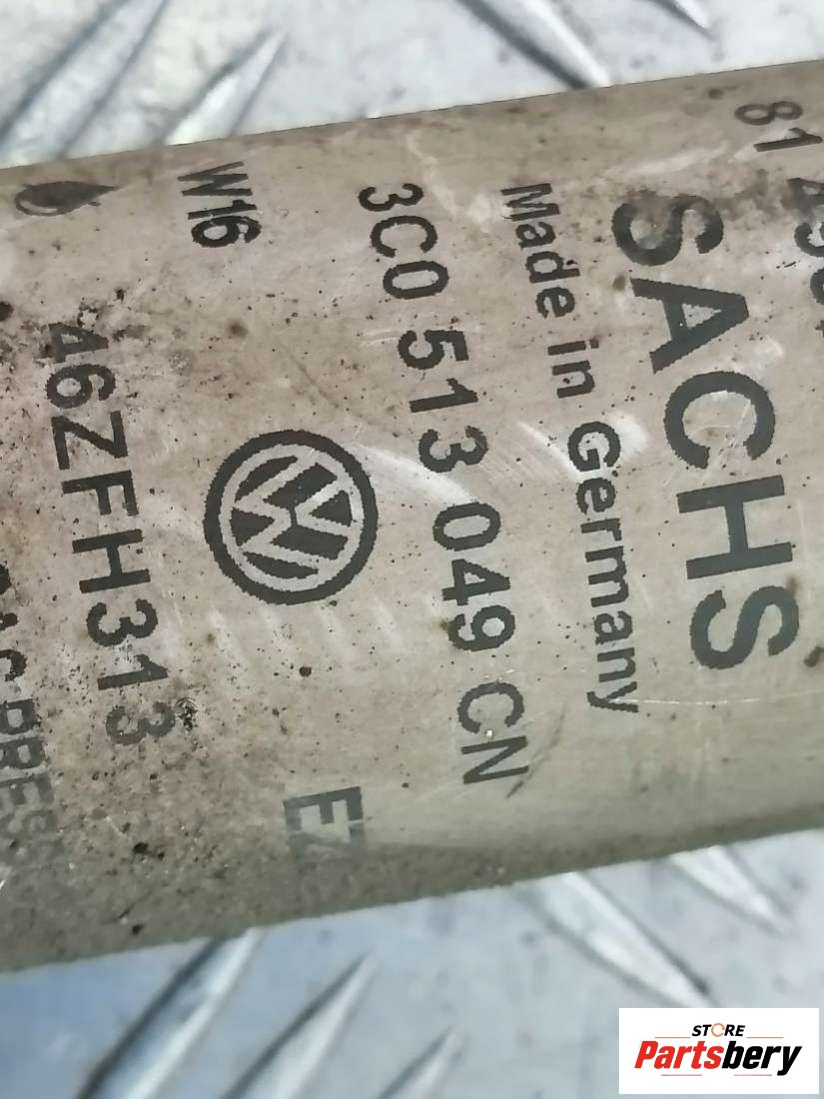 SACHS
Made in Germany
3C0 513 049 CN
W16
46ZFH313
STORE
Partsbery